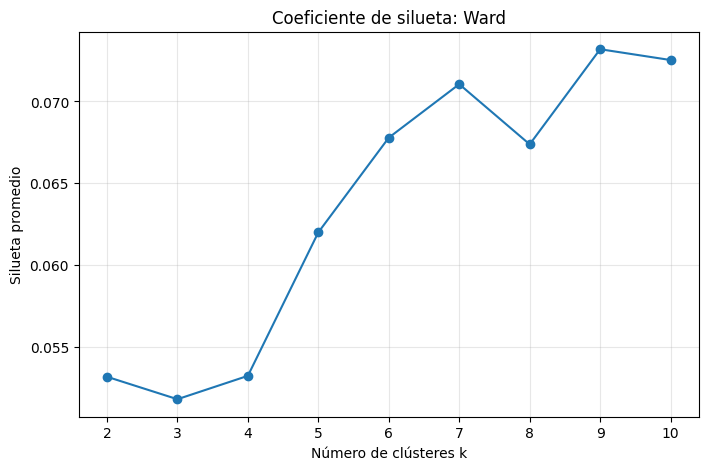 Coeficiente de silueta: Ward
Silueta promedio
0.070
0.065
0.060
0.055
2 3 4 5 6 7 8 9 10
Número de clústeres k